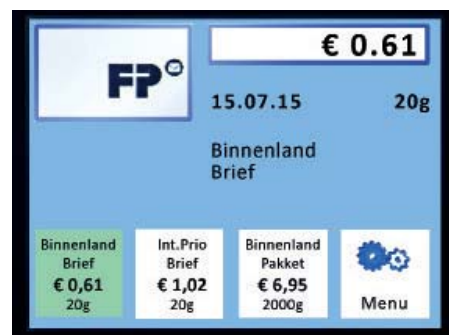 FP
€ 0.61
15.07.15 20g
Binnenland
Brief
Binnenland
Brief
€ 0,61
20g
Int.Prio
Brief
€ 1,02
20g
Binnenland
Pakket
€ 6,95
2000g
Menu